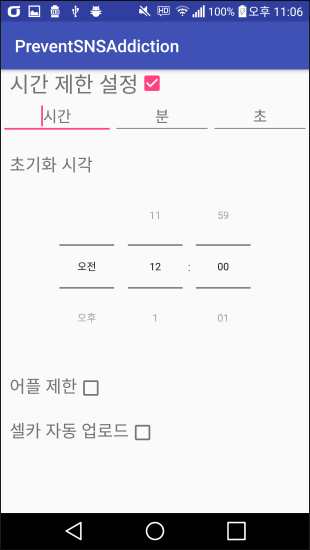 HD 100% 오후 11:06
PreventSNSAddiction
시간 제한 설정
시간 분 초
초기화 시각
11 59
오전 12 : 00
오후 1 01
어플 제한
셀카 자동 업로드